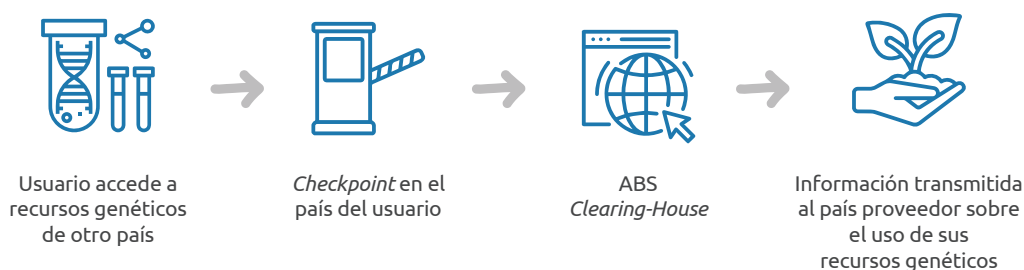 Usuario accede a
recursos genéticos
de otro país
Checkpoint en el
país del usuario
ABS
Clearing-House
Información transmitida
al país proveedor sobre
el uso de sus
recursos genéticos